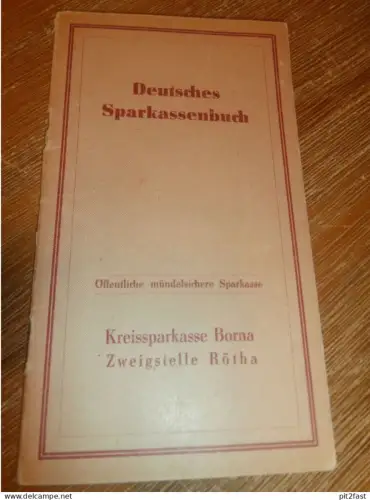 Deutsches
Sparkassenbuch
Öffentliche mündelsichere Sparkasse
Kreissparkasse Borna
Zweigstelle Rötha
www.delcampe.net
pit2fast